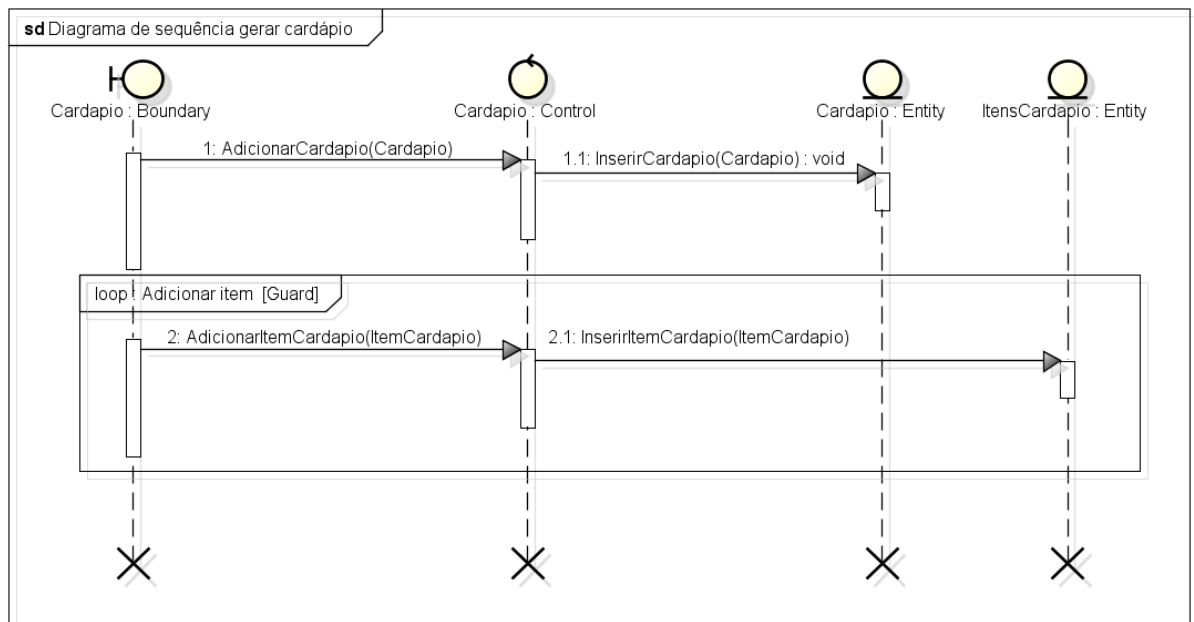 sd Diagrama de sequência gerar cardápio
Cardapio : Boundary
Cardapio : Control
Cardapio : Entity
ItensCardapio : Entity
1: AdicionarCardapio(Cardapio)
1.1: InserirCardapio(Cardapio) : void
loop : Adicionar item [Guard]
2: AdicionarItemCardapio(ItemCardapio)
2.1: InserirItemCardapio(ItemCardapio)